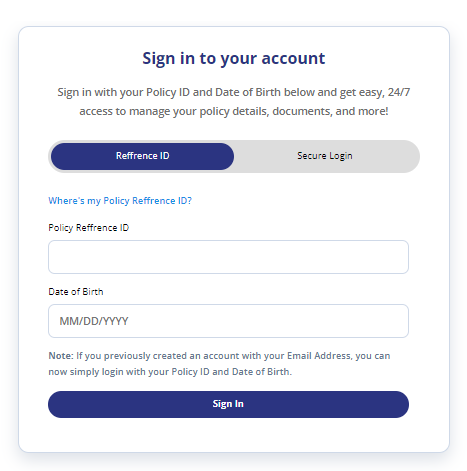 Sign in to your account
Sign in with your Policy ID and Date of Birth below and get easy, 24/7
access to manage your policy details, documents, and more!
Reffrence ID
Secure Login
Where's my Policy Reffrence ID?
Policy Reffrence ID
Date of Birth
MM/DD/YYYY
Note: If you previously created an account with your Email Address, you can
now simply login with your Policy ID and Date of Birth.
Sign In